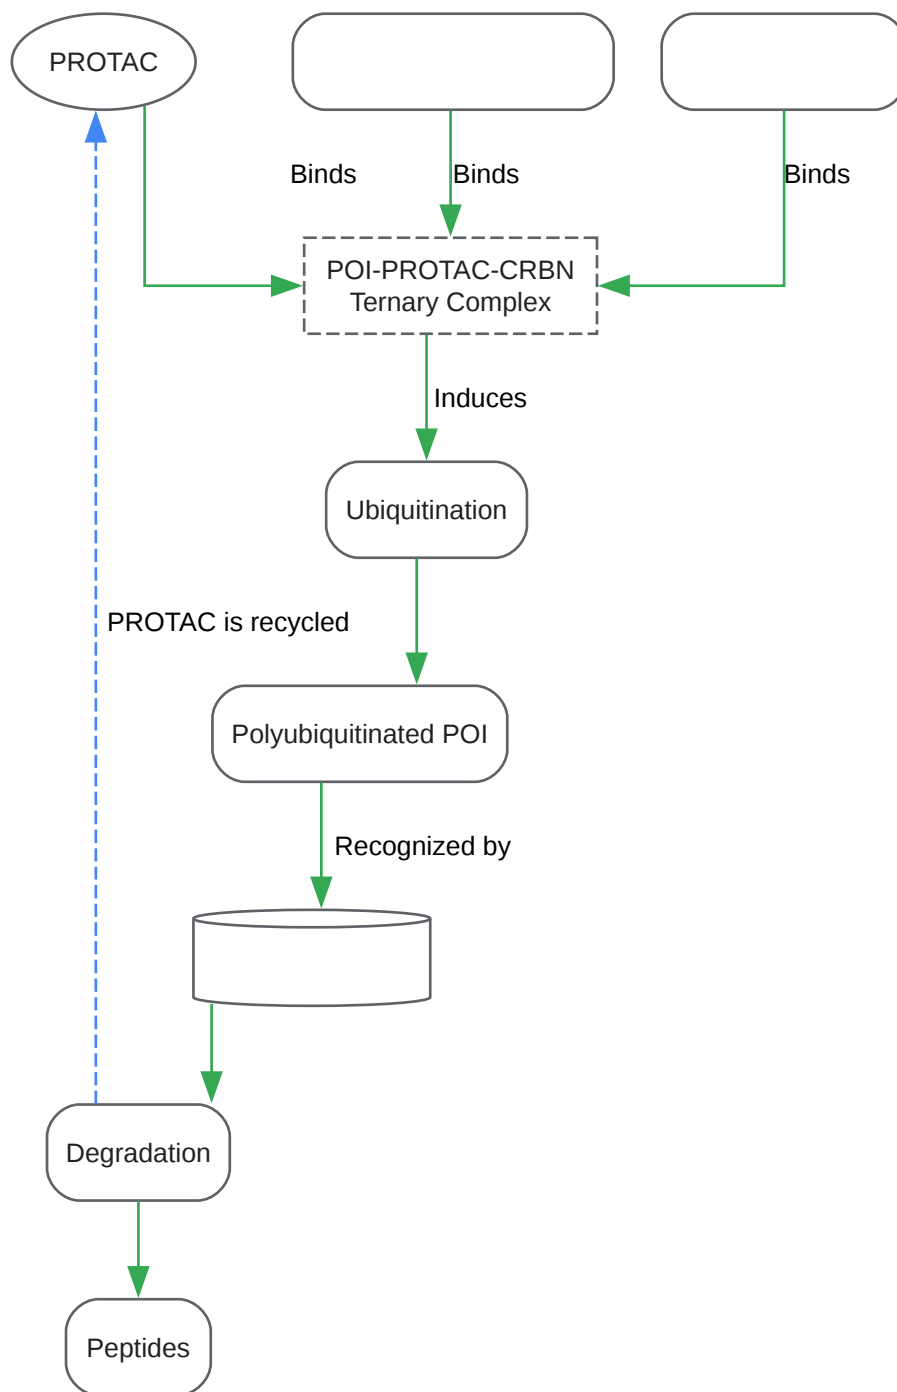 PROTAC
Binds
Binds
Binds
POI-PROTAC-CRBN
Ternary Complex
Induces
Ubiquitination
PROTAC is recycled
Polyubiquitinated POI
Recognized by
Degradation
Peptides